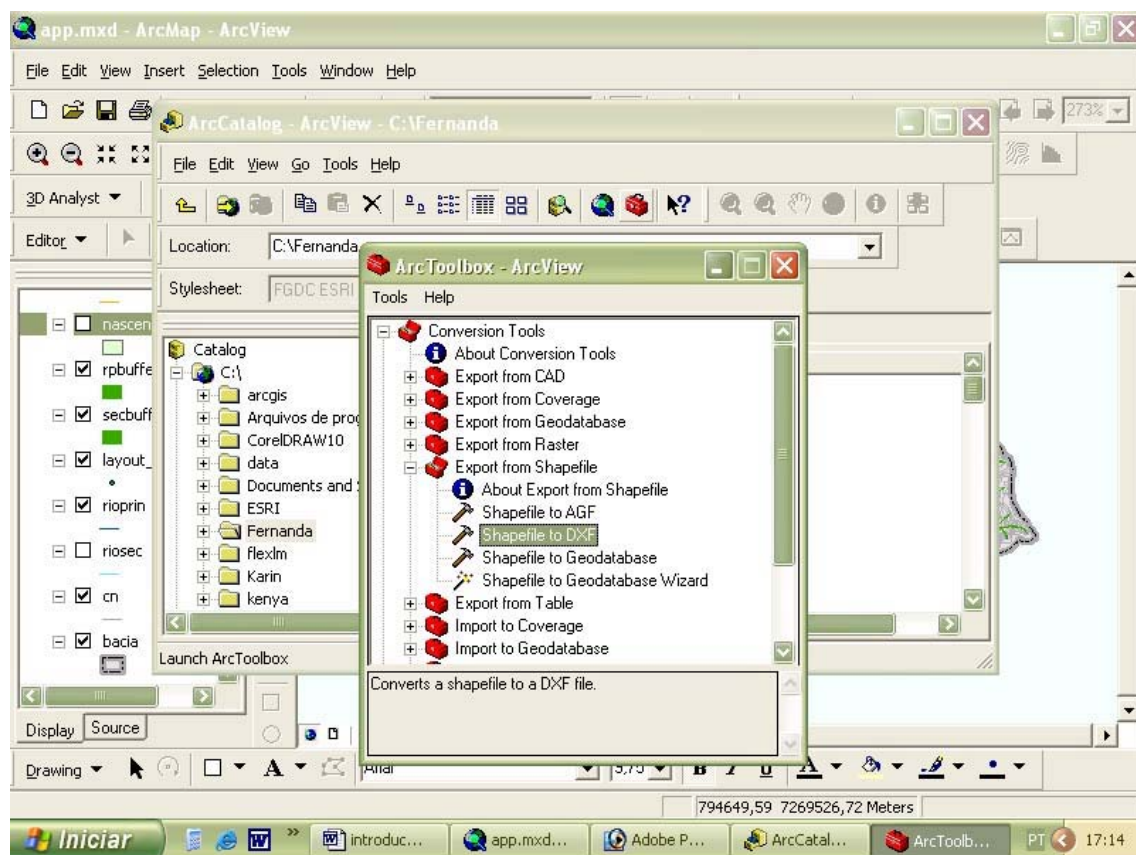 app.mxd - ArcMap - ArcView
File Edit View Insert Selection Tools Window Help
273%
ArcCatalog - ArcView - C:\Fernanda
File Edit View Go Tools Help
3D Analyst
Editor
Location: C:\Fernanda
Stylesheet: FGDC ESRI
ArcToolbox - ArcView
Tools Help
Conversion Tools
About Conversion Tools
Export from CAD
Export from Coverage
Export from Geodatabase
Export from Raster
Export from Shapefile
About Export from Shapefile
Shapefile to AGF
Shapefile to DXF
Shapefile to Geodatabase
Shapefile to Geodatabase Wizard
Export from Table
Import to Coverage
Import to Geodatabase
Converts a shapefile to a DXF file.
Catalog
C:\
arcgis
Arquivos de prog
CorelDRAW10
data
Documents and
ESRI
Fernanda
flexlm
Karin
kenya
Launch ArcToolbox
nascen
rpbuffe
secbuff
layout_
rioprin
riosec
cn
bacia
Display Source
Drawing A Arial B I U A
794649,59 7269526,72 Meters
Iniciar introduc... app.mxd... Adobe P... ArcCatal... ArcToolb... PT 17:14